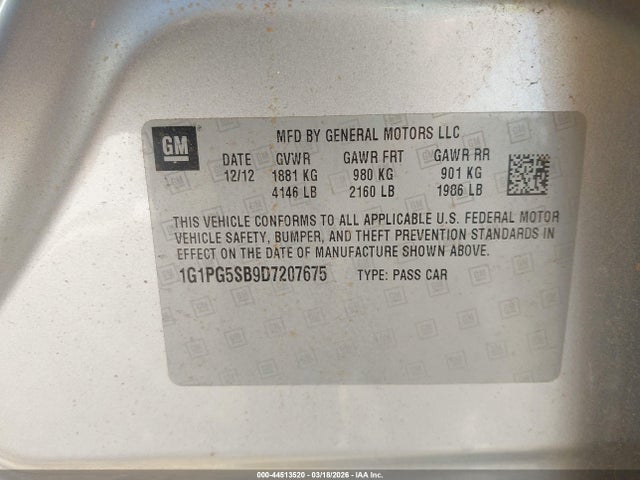 GM
MFD BY GENERAL MOTORS LLC
DATE GVWR GAWR FRT GAWR RR
12/12 1881 KG 980 KG 901 KG
4146 LB 2160 LB 1986 LB
THIS VEHICLE CONFORMS TO ALL APPLICABLE U.S. FEDERAL MOTOR
VEHICLE SAFETY, BUMPER, AND THEFT PREVENTION STANDARDS IN
EFFECT ON THE DATE OF MANUFACTURE SHOWN ABOVE.
1G1PG5SB9D7207675 TYPE: PASS CAR
000-44513520 - 03/18/2026 - IAA Inc.